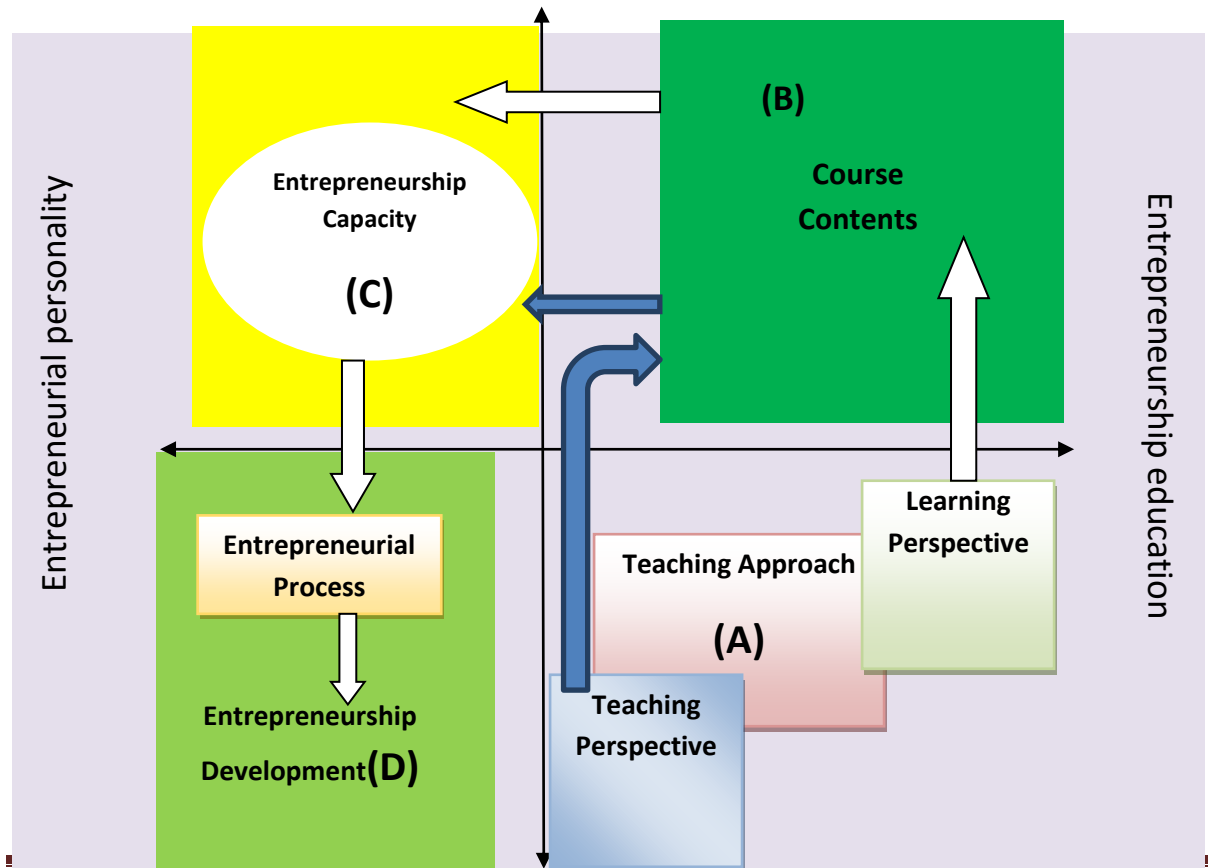 Entrepreneurial personality
Entrepreneurship
Capacity
(C)
(B)
Course
Contents
Entrepreneurship education
Entrepreneurial
Process
Entrepreneurship
Development(D)
Teaching Approach
(A)
Learning
Perspective
Teaching
Perspective